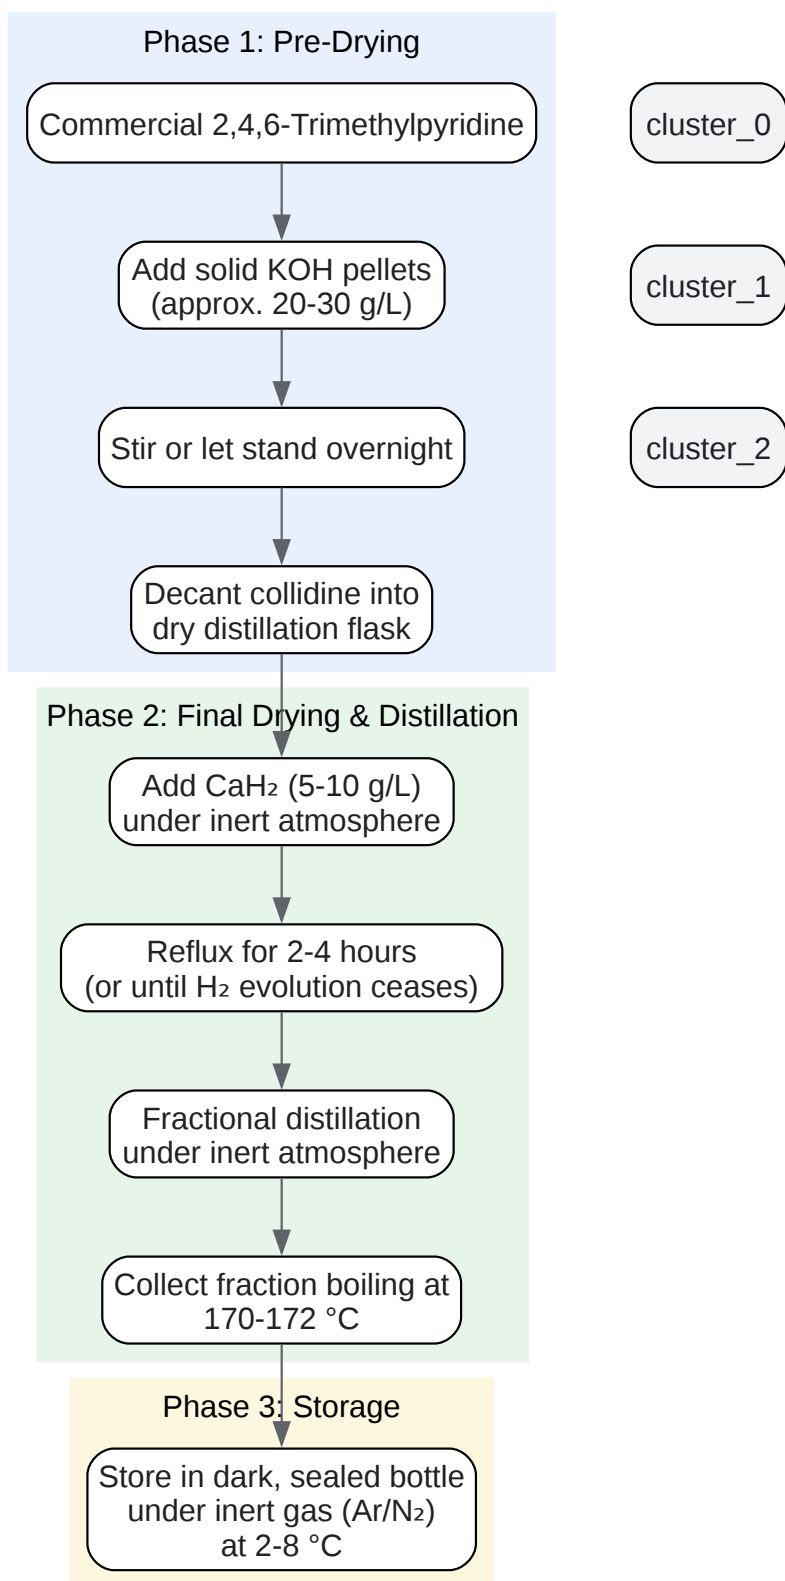 Phase 1: Pre-Drying
Commercial 2,4,6-Trimethylpyridine
cluster_0
Add solid KOH pellets
(approx. 20-30 g/L)
cluster_1
Stir or let stand overnight
cluster_2
Decant collidine into
dry distillation flask
Phase 2: Final Drying & Distillation
Add CaH₂ (5-10 g/L)
under inert atmosphere
Reflux for 2-4 hours
(or until H₂ evolution ceases)
Fractional distillation
under inert atmosphere
Collect fraction boiling at
170-172 °C
Phase 3: Storage
Store in dark, sealed bottle
under inert gas (Ar/N₂)
at 2-8 °C